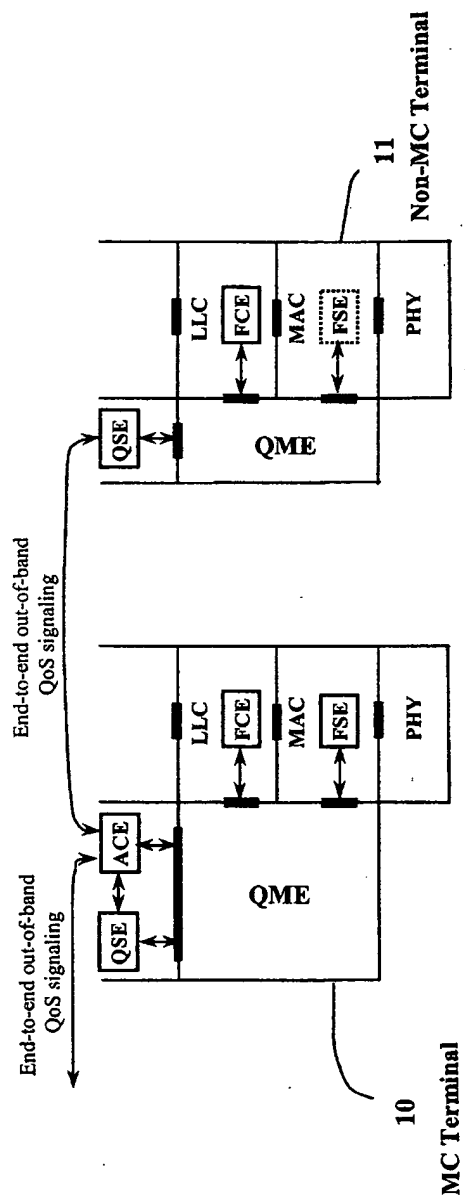 End-to-end out-of-band
QoS signaling
End-to-end out-of-band
QoS signaling
QSE
ACE
QSE
LLC
FCE
MAC
FSE
PHY
QME
LLC
FCE
MAC
FSE
PHY
QME
10
MC Terminal
11
Non-MC Terminal